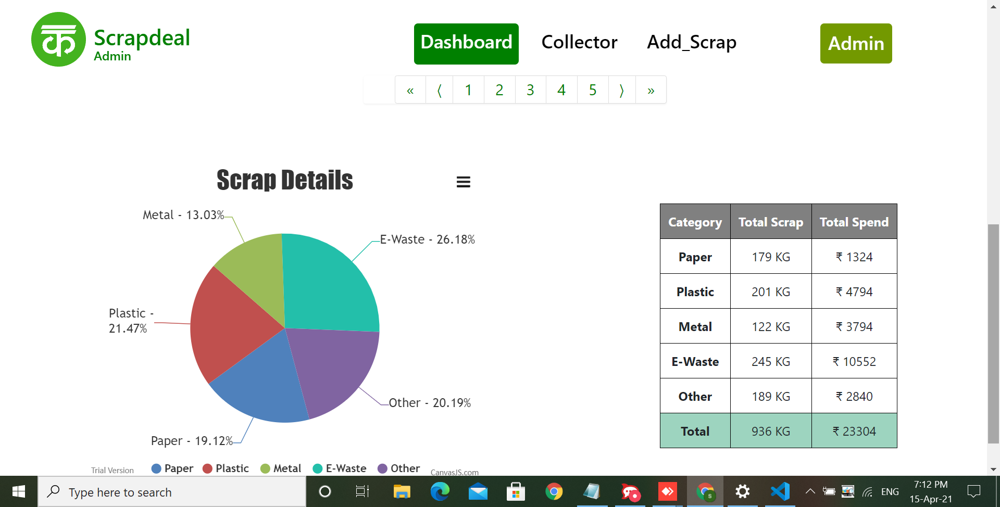 क
Scrapdeal
Admin
Dashboard Collector Add_Scrap Admin
« ⟨ 1 2 3 4 5 ⟩ »
Scrap Details
Metal - 13.03%
E-Waste - 26.18%
Plastic -
21.47%
Other - 20.19%
Paper - 19.12%
Trial Version
Paper Plastic Metal E-Waste Other
CanvasJS.com
Category Total Scrap Total Spend
Paper 179 KG ₹ 1324
Plastic 201 KG ₹ 4794
Metal 122 KG ₹ 3794
E-Waste 245 KG ₹ 10552
Other 189 KG ₹ 2840
Total 936 KG ₹ 23304
Type here to search
ENG
7:12 PM
15-Apr-21